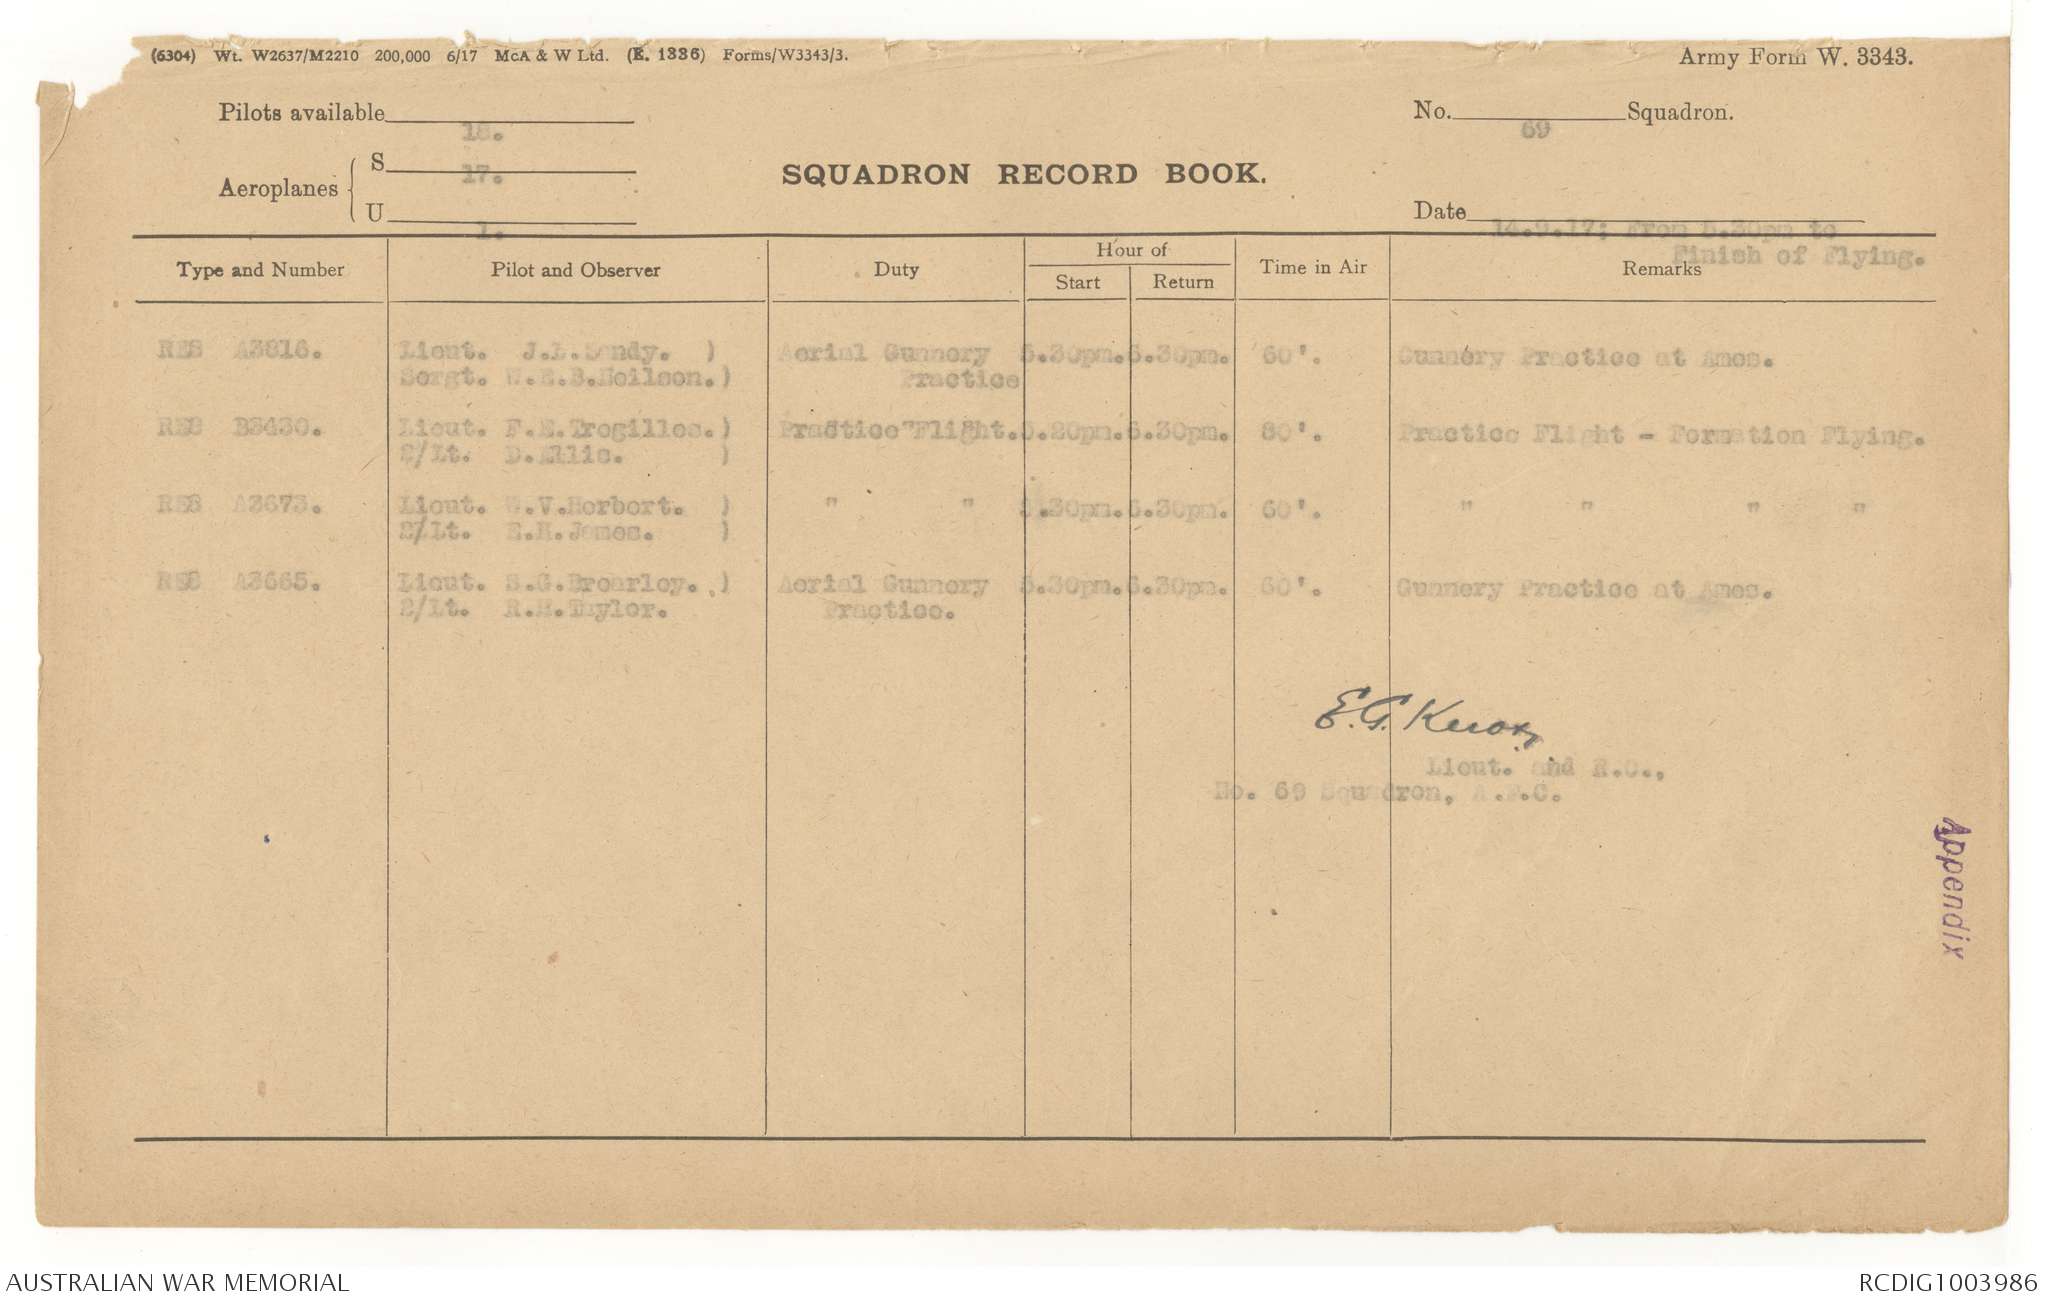 (6304) Wt. W2637/M2210 200,000 6/17 McA & W Ltd. (E. 1336) Forms/W3343/3.
Army Form W. 3343.
Pilots available 18.
No. 69 Squadron.
Aeroplanes { S 17.
U 1.
SQUADRON RECORD BOOK.
Date 14.9.17; From 5.30pm to
Finish of Flying.
Type and Number Pilot and Observer Duty Hour of Start Return Time in Air Remarks
RE8 A3816. Lieut. J.L.Sandy. ) Aerial Gunnery 5.30pm. 6.30pm. 60'. Gunnery Practice at Ames.
Sergt. W.E.B.Neilson.) Practice
RE8 B3430. Lieut. F.E.Tregilles.) Practice Flight. 5.20pm. 6.30pm. 80'. Practice Flight - Formation Flying.
2/Lt. D.Ellis. )
RE8 A3673. Lieut. W.V.Herbert. ) " " 5.30pm. 6.30pm. 60'. " " " "
2/Lt. E.H.James. )
RE8 A3665. Lieut. S.G.Brearley. ) Aerial Gunnery 5.30pm. 6.30pm. 60'. Gunnery Practice at Ames.
2/Lt. R.H.Taylor. Practice.
E.G. Knox
Lieut. and R.O.,
No. 69 Squadron, A.F.C.
Appendix
AUSTRALIAN WAR MEMORIAL
RCDIG1003986